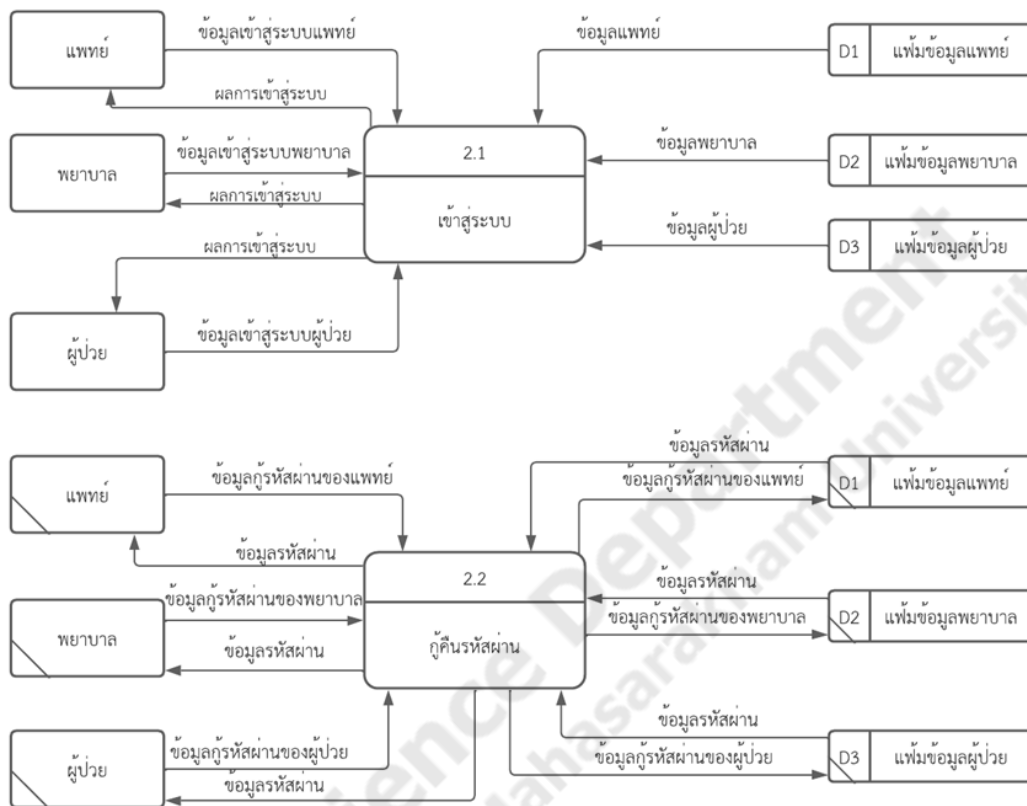 แพทย์
ข้อมูลเข้าสู่ระบบแพทย์
ข้อมูลแพทย์
D1
แฟ้มข้อมูลแพทย์
ผลการเข้าสู่ระบบ
พยาบาล
ข้อมูลเข้าสู่ระบบพยาบาล
ผลการเข้าสู่ระบบ
2.1
เข้าสู่ระบบ
ข้อมูลพยาบาล
D2
แฟ้มข้อมูลพยาบาล
ข้อมูลผู้ป่วย
D3
แฟ้มข้อมูลผู้ป่วย
ผลการเข้าสู่ระบบ
ผู้ป่วย
ข้อมูลเข้าสู่ระบบผู้ป่วย
แพทย์
ข้อมูลกู้รหัสผ่านของแพทย์
ข้อมูลรหัสผ่าน
ข้อมูลกู้รหัสผ่านของแพทย์
D1
แฟ้มข้อมูลแพทย์
ข้อมูลรหัสผ่าน
พยาบาล
ข้อมูลกู้รหัสผ่านของพยาบาล
ข้อมูลรหัสผ่าน
2.2
กู้คืนรหัสผ่าน
ข้อมูลรหัสผ่าน
ข้อมูลกู้รหัสผ่านของพยาบาล
D2
แฟ้มข้อมูลพยาบาล
ผู้ป่วย
ข้อมูลกู้รหัสผ่านของผู้ป่วย
ข้อมูลรหัสผ่าน
ข้อมูลรหัสผ่าน
ข้อมูลกู้รหัสผ่านของผู้ป่วย
D3
แฟ้มข้อมูลผู้ป่วย
Department